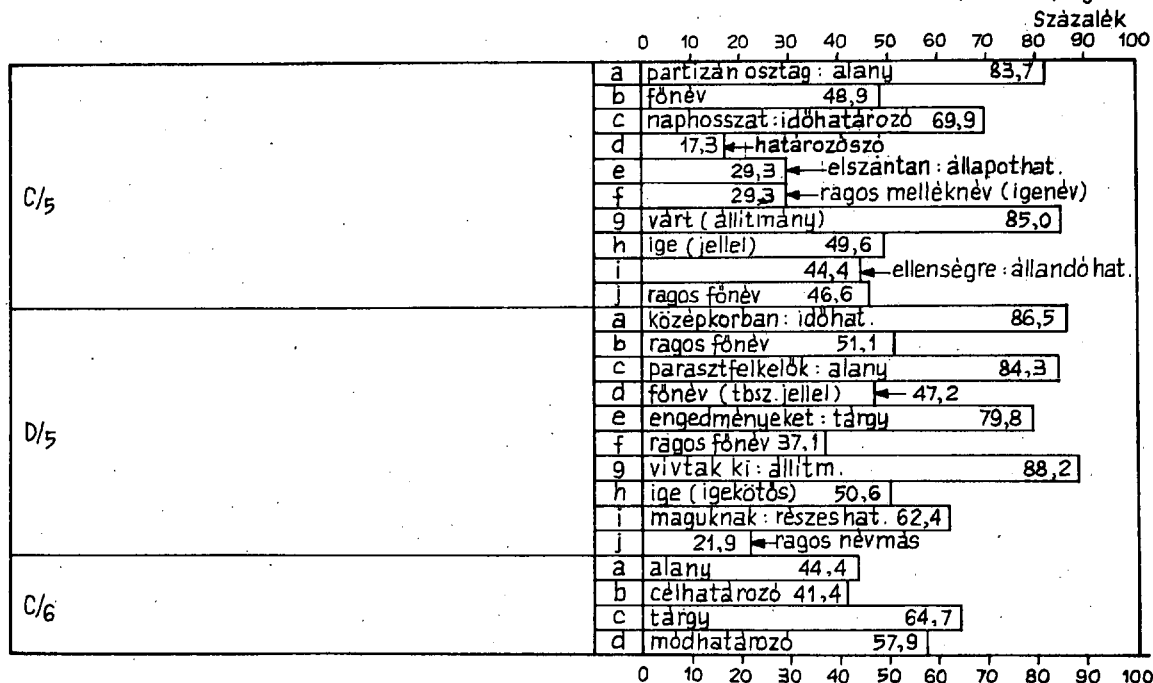 Százalék
0 10 20 30 40 50 60 70 80 90 100
C/5
a partizán osztag: alany 83,7
b főnév 48,9
c naphosszat: időhatározó 69,9
d 17,3 határozószó
e 29,3 elszántan: állapothat.
f 29,3 ragos melléknév (igenév)
g várt (állítmány) 85,0
h ige (jellel) 49,6
i 44,4 ellenségre: állandó hat.
j ragos főnév 46,6
D/5
a középkorban: időhat. 86,5
b ragos főnév 51,1
c parasztfelkelők: alany 84,3
d főnév (tbsz. jellel) 47,2
e engedményeket: tárgy 79,8
f ragos főnév 37,1
g vívtak ki: állítm. 88,2
h ige (igekötős) 50,6
i maguknak: részeshat. 62,4
j 21,9 ragos névmás
C/6
a alany 44,4
b célhatározó 41,4
c tárgy 64,7
d módhatározó 57,9
0 10 20 30 40 50 60 70 80 90 100